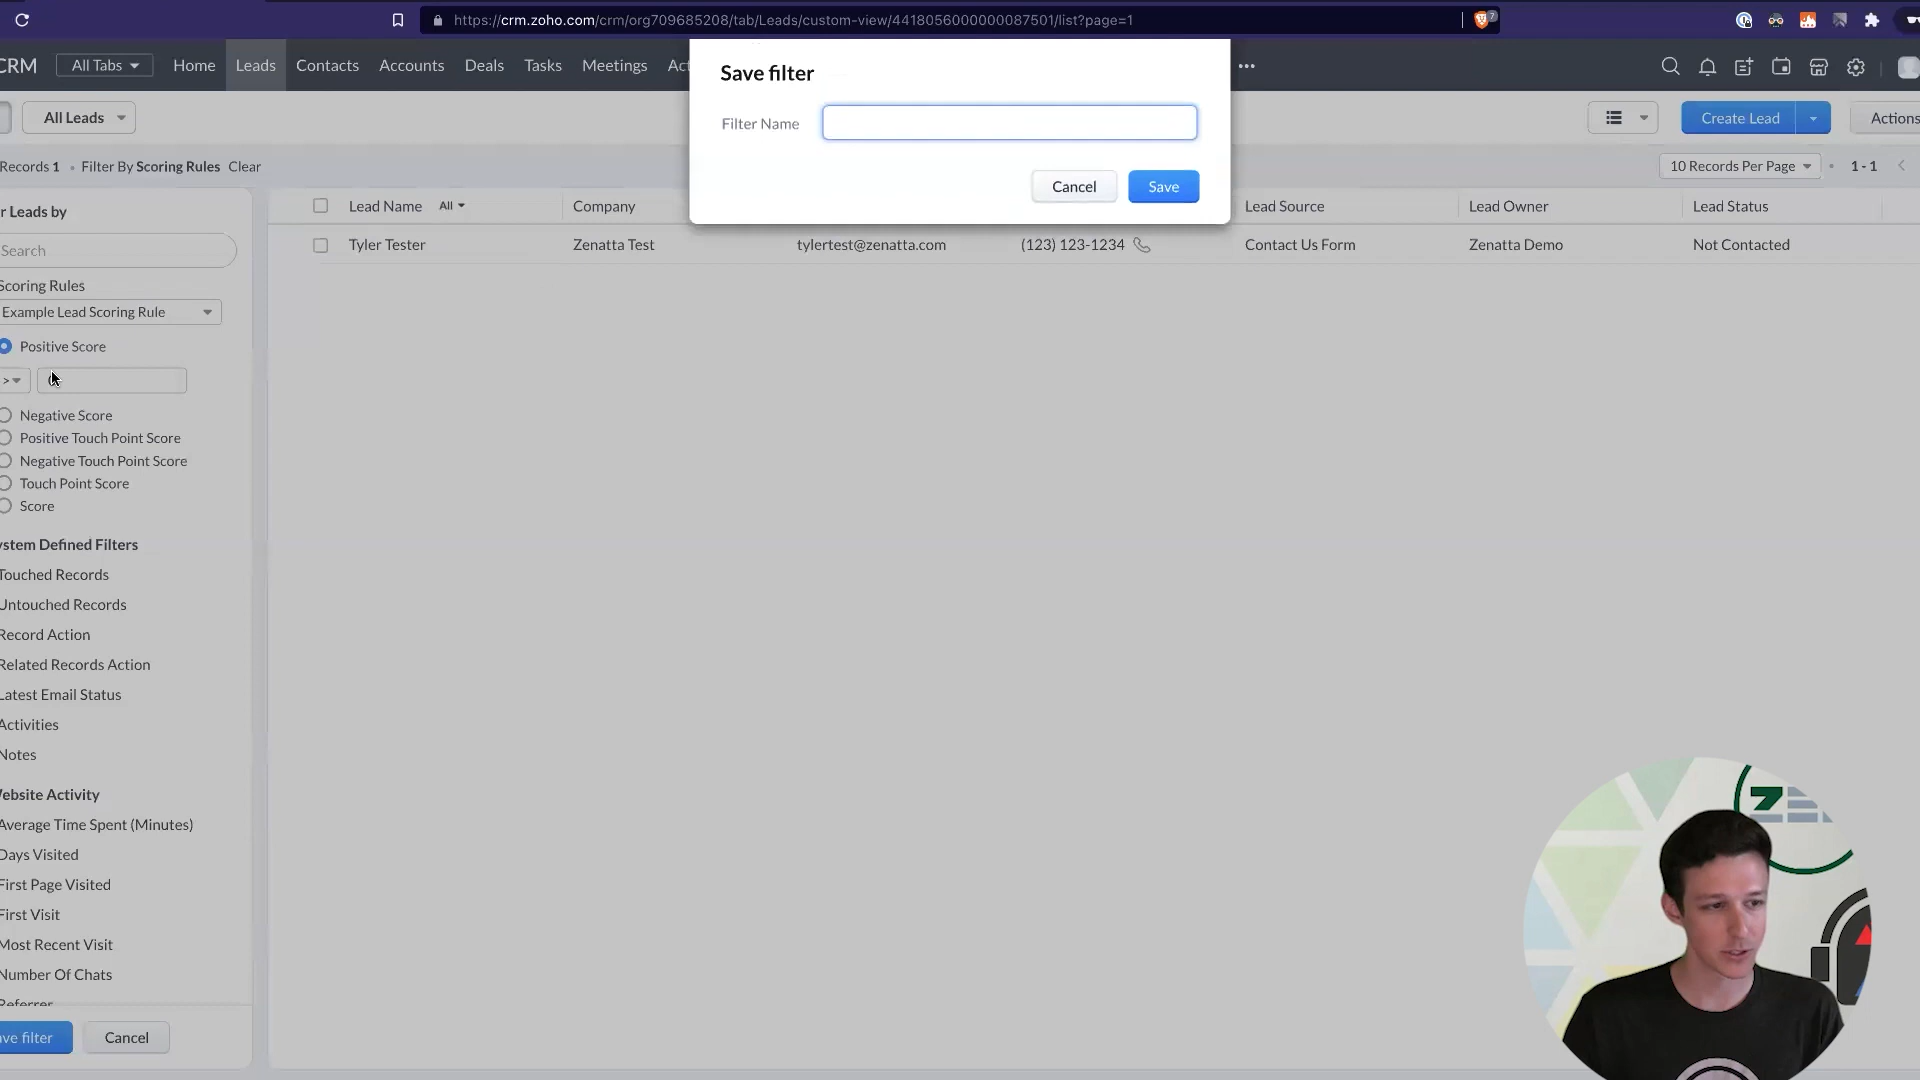 https://crm.zoho.com/crm/org709685208/tab/Leads/custom-view/4418056000000087501/list?page=1
7
CRM
All Tabs
Home
Leads
Contacts
Accounts
Deals
Tasks
Meetings
Act
Save filter
Filter Name
Cancel
Save
All Leads
Create Lead
Actions
Records 1 • Filter By Scoring Rules Clear
10 Records Per Page • 1 - 1
r Leads by
Search
Scoring Rules
Example Lead Scoring Rule
Positive Score
>
Negative Score
Positive Touch Point Score
Negative Touch Point Score
Touch Point Score
Score
ystem Defined Filters
Touched Records
Untouched Records
Record Action
Related Records Action
Latest Email Status
Activities
Notes
ebsite Activity
Average Time Spent (Minutes)
Days Visited
First Page Visited
First Visit
Most Recent Visit
Number Of Chats
Referrer
ve filter
Cancel
Lead Name All
Company
Lead Source
Lead Owner
Lead Status
Tyler Tester
Zenatta Test
tylertest@zenatta.com
(123) 123-1234
Contact Us Form
Zenatta Demo
Not Contacted